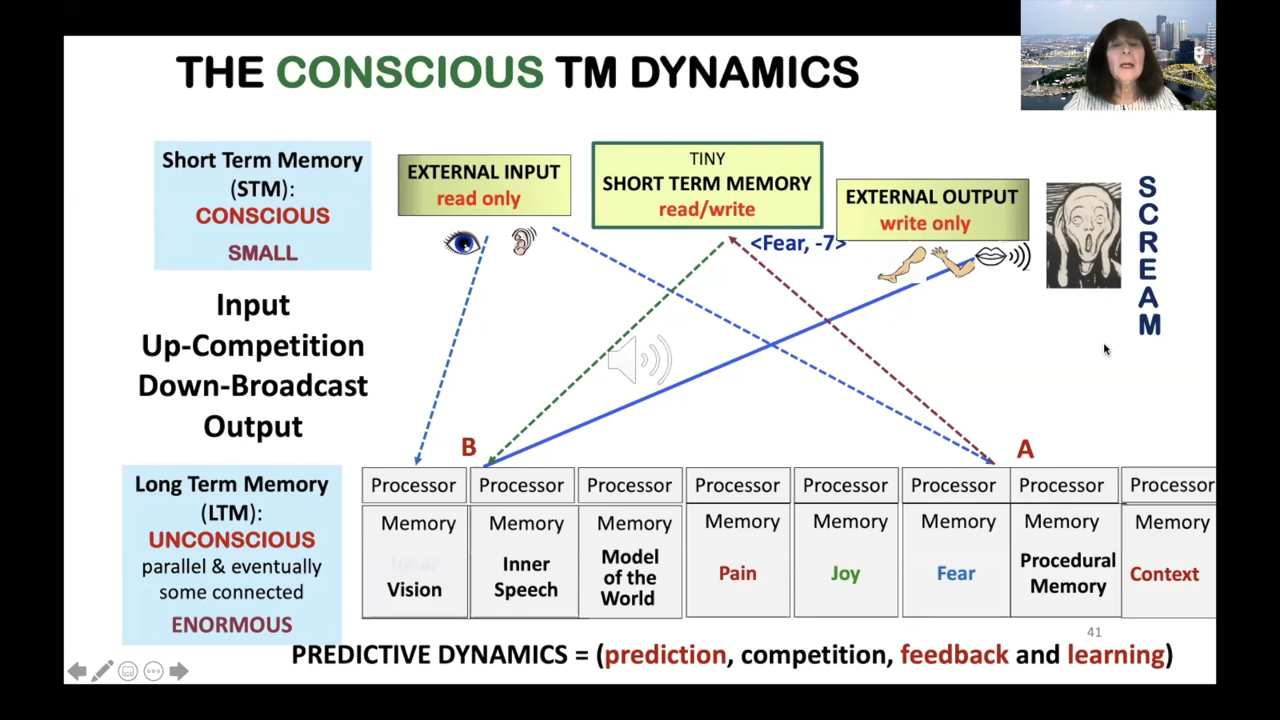 THE CONSCIOUS TM DYNAMICS
Short Term Memory
(STM):
CONSCIOUS
SMALL
EXTERNAL INPUT
read only
TINY
SHORT TERM MEMORY
read/write
EXTERNAL OUTPUT
write only
<Fear, -7>
S
C
R
E
A
M
Input
Up-Competition
Down-Broadcast
Output
B
A
Long Term Memory
(LTM):
UNCONSCIOUS
parallel & eventually
some connected
ENORMOUS
Processor Processor Processor Processor Processor Processor Processor Processor
Memory Memory Memory Memory Memory Memory Memory Memory
Vision
Inner
Speech
Model
of the
World
Pain
Joy
Fear
Procedural
Memory
Context
41
PREDICTIVE DYNAMICS = (prediction, competition, feedback and learning)